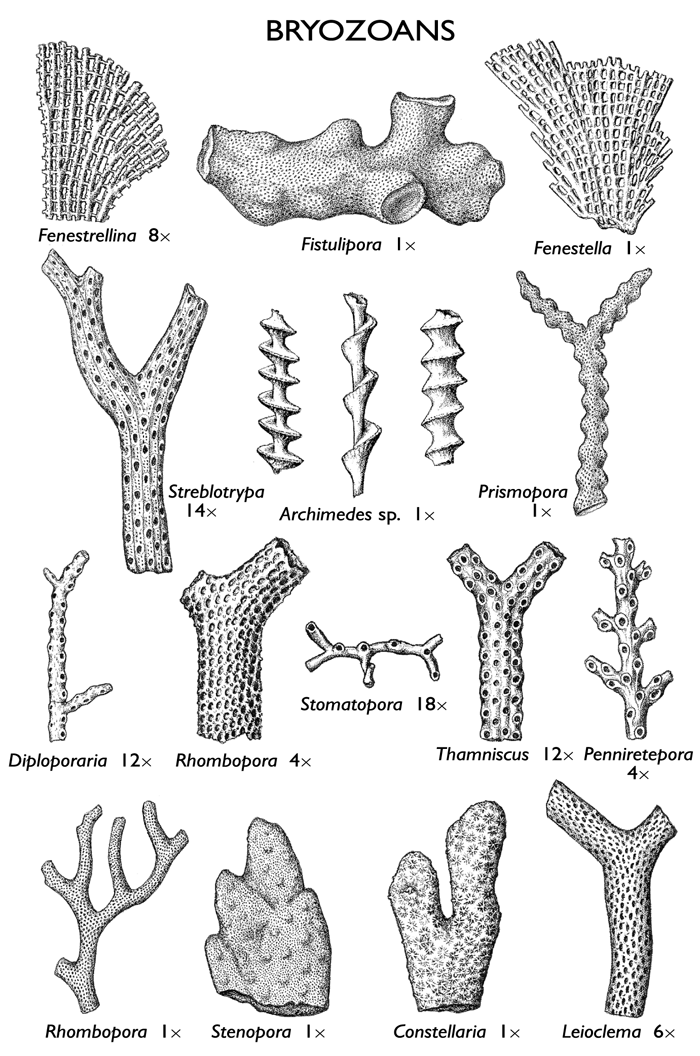 BRYOZOANS
Fenestrellina 8×
Fistulipora 1×
Fenestella 1×
Streblotrypa
14×
Archimedes sp. 1×
Prismopora
1×
Stomatopora 18×
Diploporaria 12×
Rhombopora 4×
Thamniscus 12×
Penniretepora
4×
Rhombopora 1×
Stenopora 1×
Constellaria 1×
Leioclema 6×